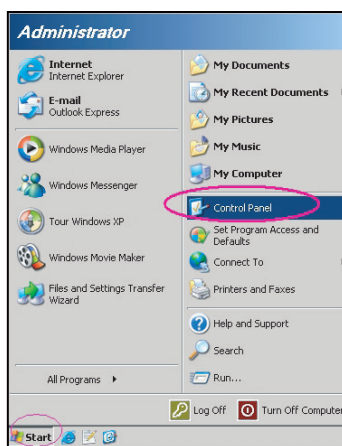 Administrator
Internet
Internet Explorer
E-mail
Outlook Express
Windows Media Player
Windows Messenger
Tour Windows XP
Windows Movie Maker
Files and Settings Transfer
Wizard
All Programs
My Documents
My Recent Documents
My Pictures
My Music
My Computer
Control Panel
Set Program Access and
Defaults
Connect To
Printers and Faxes
Help and Support
Search
Run...
Log Off
Turn Off Computer
Start